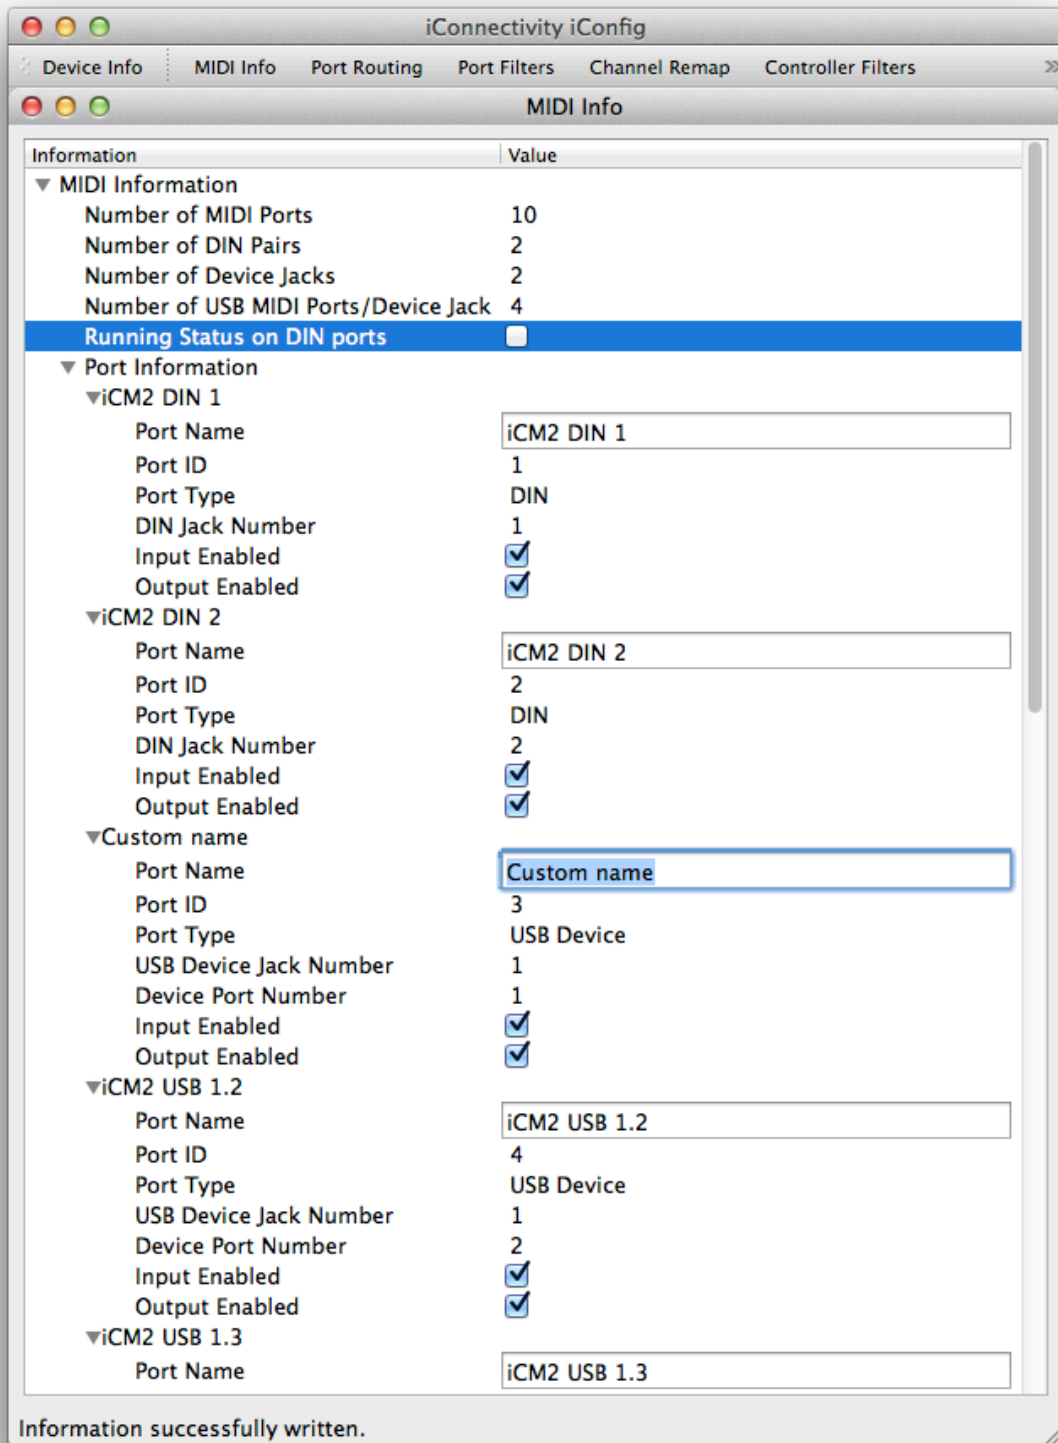 iConnectivity iConfig
Device Info MIDI Info Port Routing Port Filters Channel Remap Controller Filters »
MIDI Info
Information Value
MIDI Information
Number of MIDI Ports 10
Number of DIN Pairs 2
Number of Device Jacks 2
Number of USB MIDI Ports/Device Jack 4
Running Status on DIN ports
Port Information
iCM2 DIN 1
Port Name iCM2 DIN 1
Port ID 1
Port Type DIN
DIN Jack Number 1
Input Enabled
Output Enabled
iCM2 DIN 2
Port Name iCM2 DIN 2
Port ID 2
Port Type DIN
DIN Jack Number 2
Input Enabled
Output Enabled
Custom name
Port Name Custom name
Port ID 3
Port Type USB Device
USB Device Jack Number 1
Device Port Number 1
Input Enabled
Output Enabled
iCM2 USB 1.2
Port Name iCM2 USB 1.2
Port ID 4
Port Type USB Device
USB Device Jack Number 1
Device Port Number 2
Input Enabled
Output Enabled
iCM2 USB 1.3
Port Name iCM2 USB 1.3
Information successfully written.